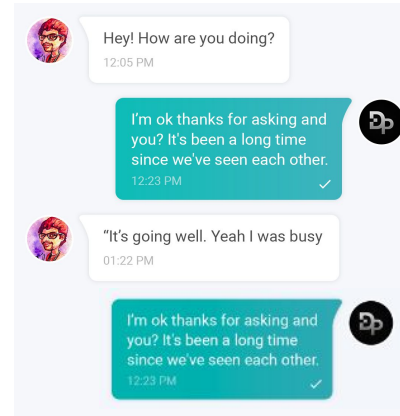 Hey! How are you doing?
12:05 PM
I'm ok thanks for asking and
you? It's been a long time
since we've seen each other.
12:23 PM
Dp
“It's going well. Yeah I was busy
01:22 PM
I'm ok thanks for asking and
you? It's been a long time
since we've seen each other.
12:23 PM
Dp